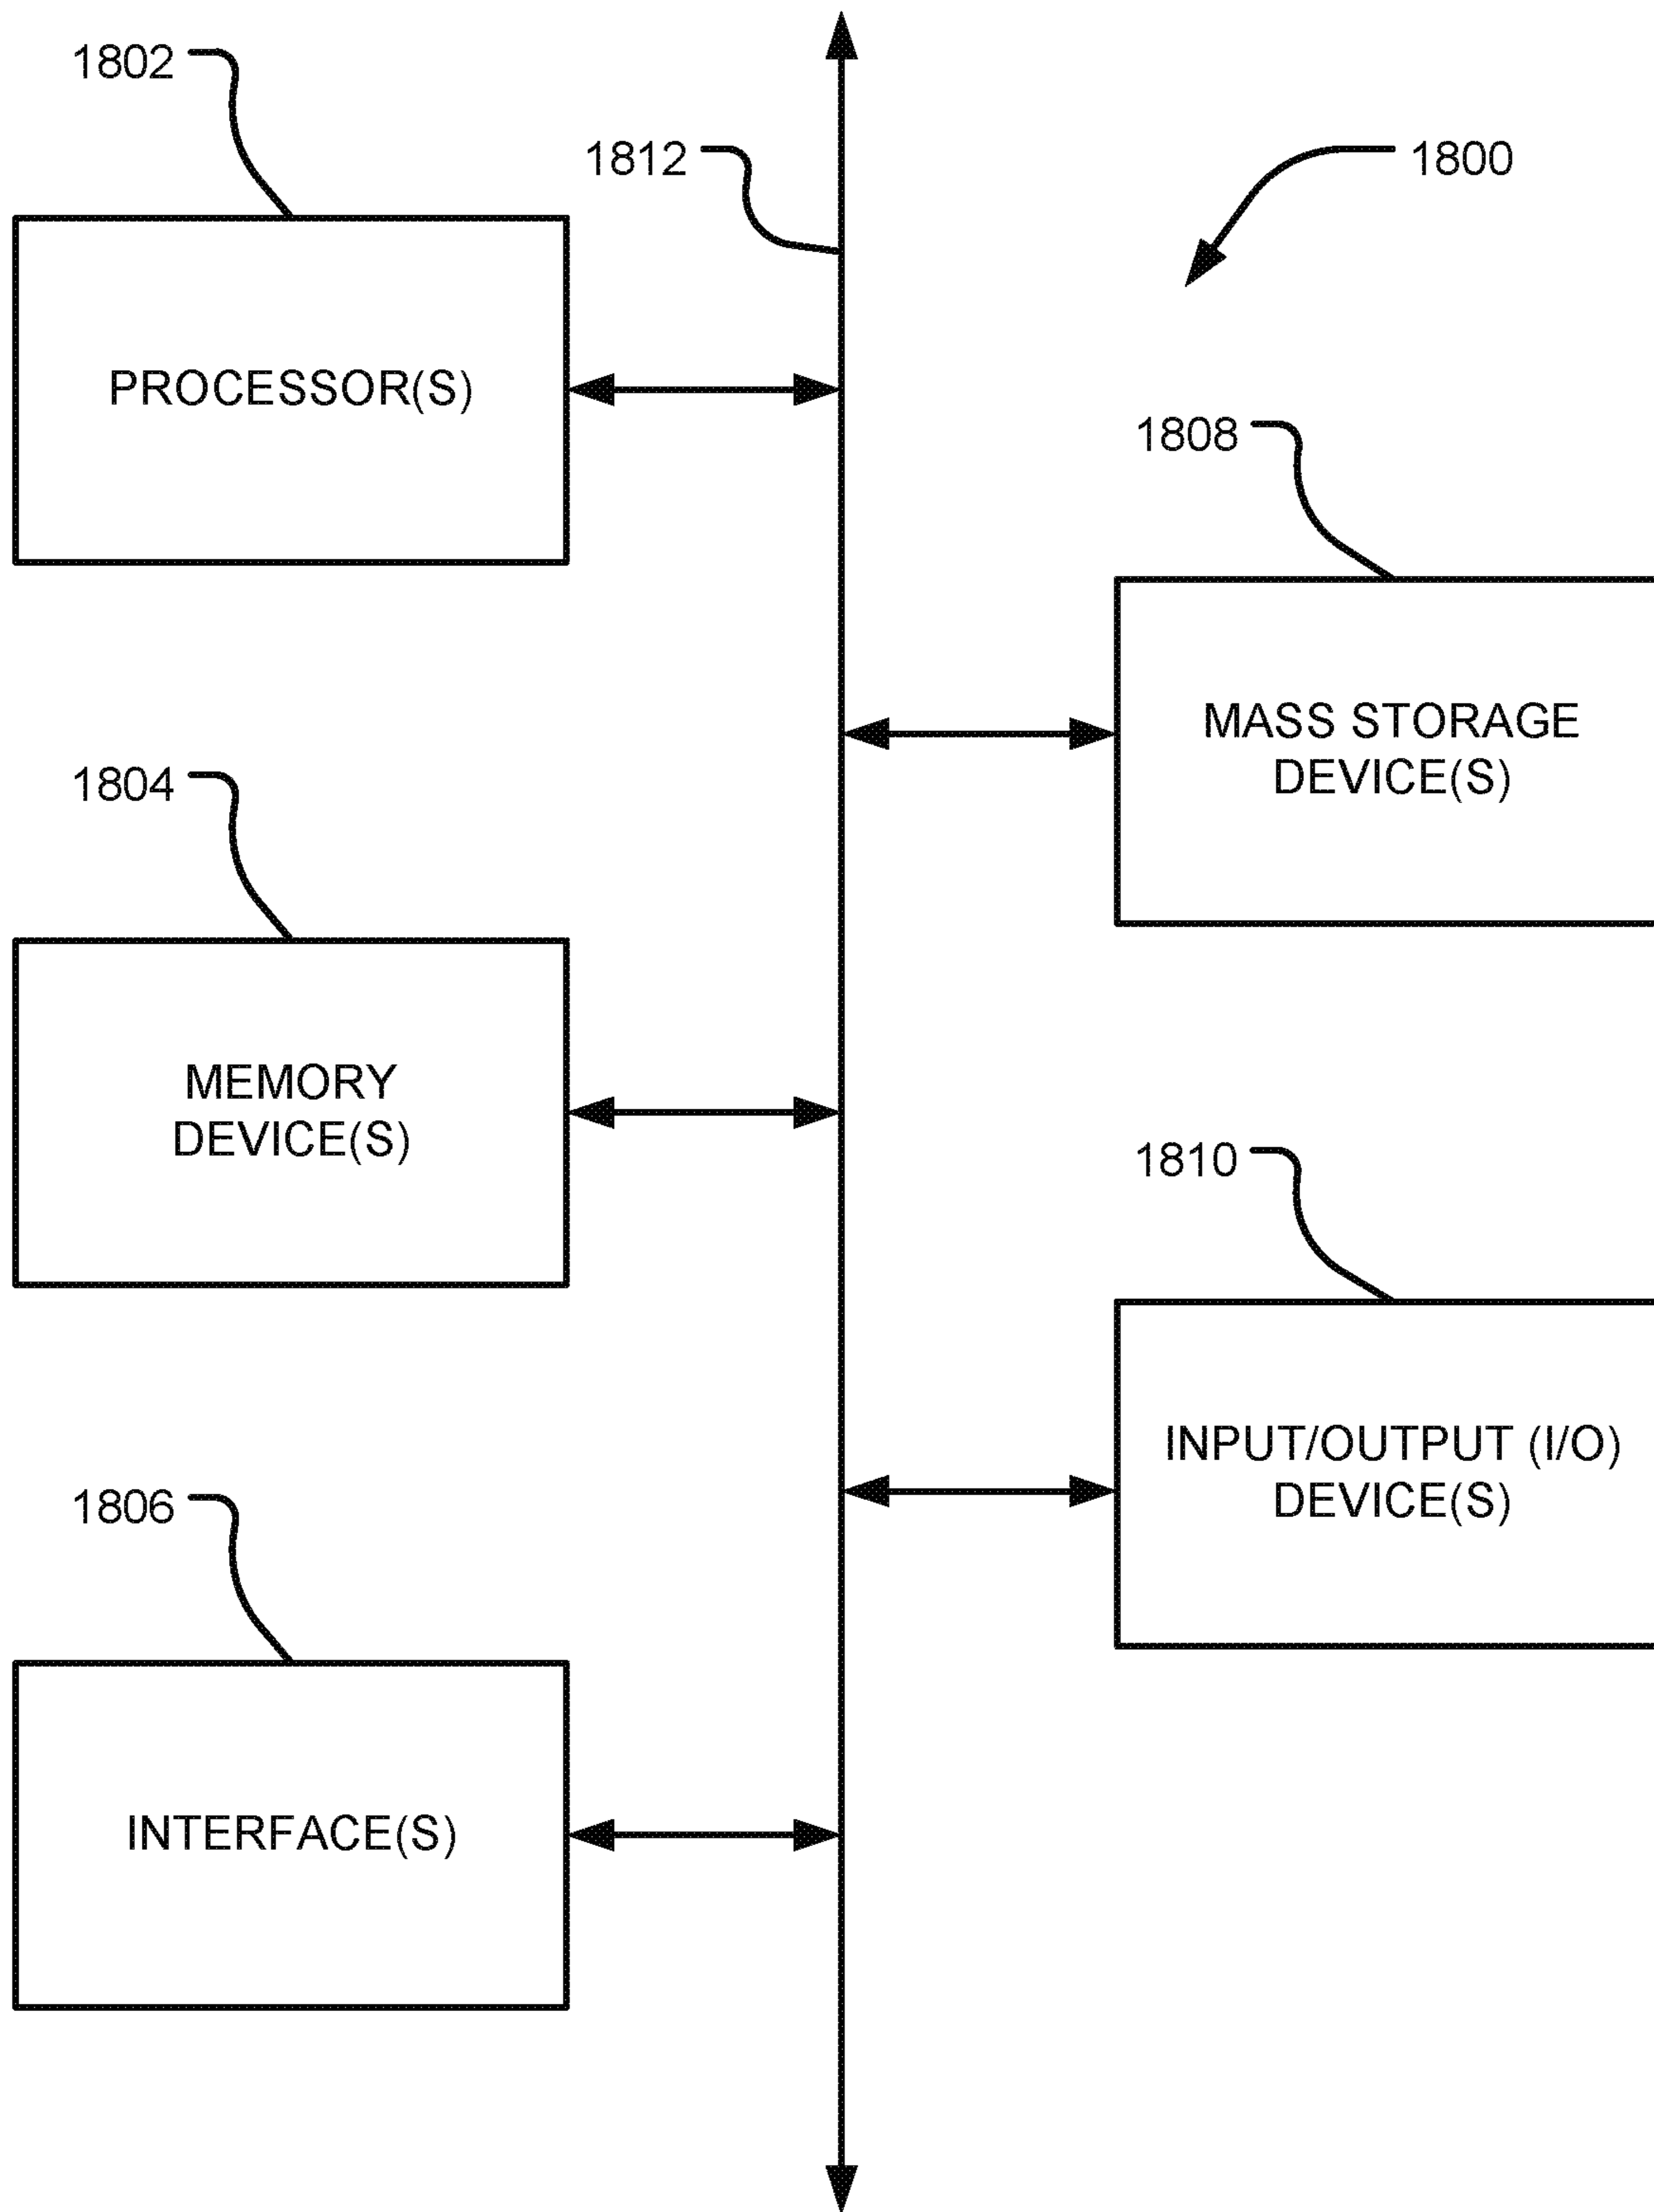 1802
1812
1800
PROCESSOR(S)
1808
MASS STORAGE
DEVICE(S)
1804
MEMORY
DEVICE(S)
1810
INPUT/OUTPUT (I/O)
DEVICE(S)
1806
INTERFACE(S)